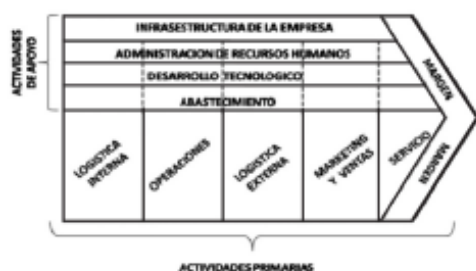 ACTIVIDADES
DE APOYO
INFRASESTRUCTURA DE LA EMPRESA
ADMINISTRACION DE RECURSOS HUMANOS
DESARROLLO TECNOLOGICO
ABASTECIMIENTO
MARGEN
LOGISTICA
INTERNA
OPERACIONES
LOGISTICA
EXTERNA
MARKETING
Y VENTAS
SERVICIO
MARGEN
ACTIVIDADES PRIMARIAS